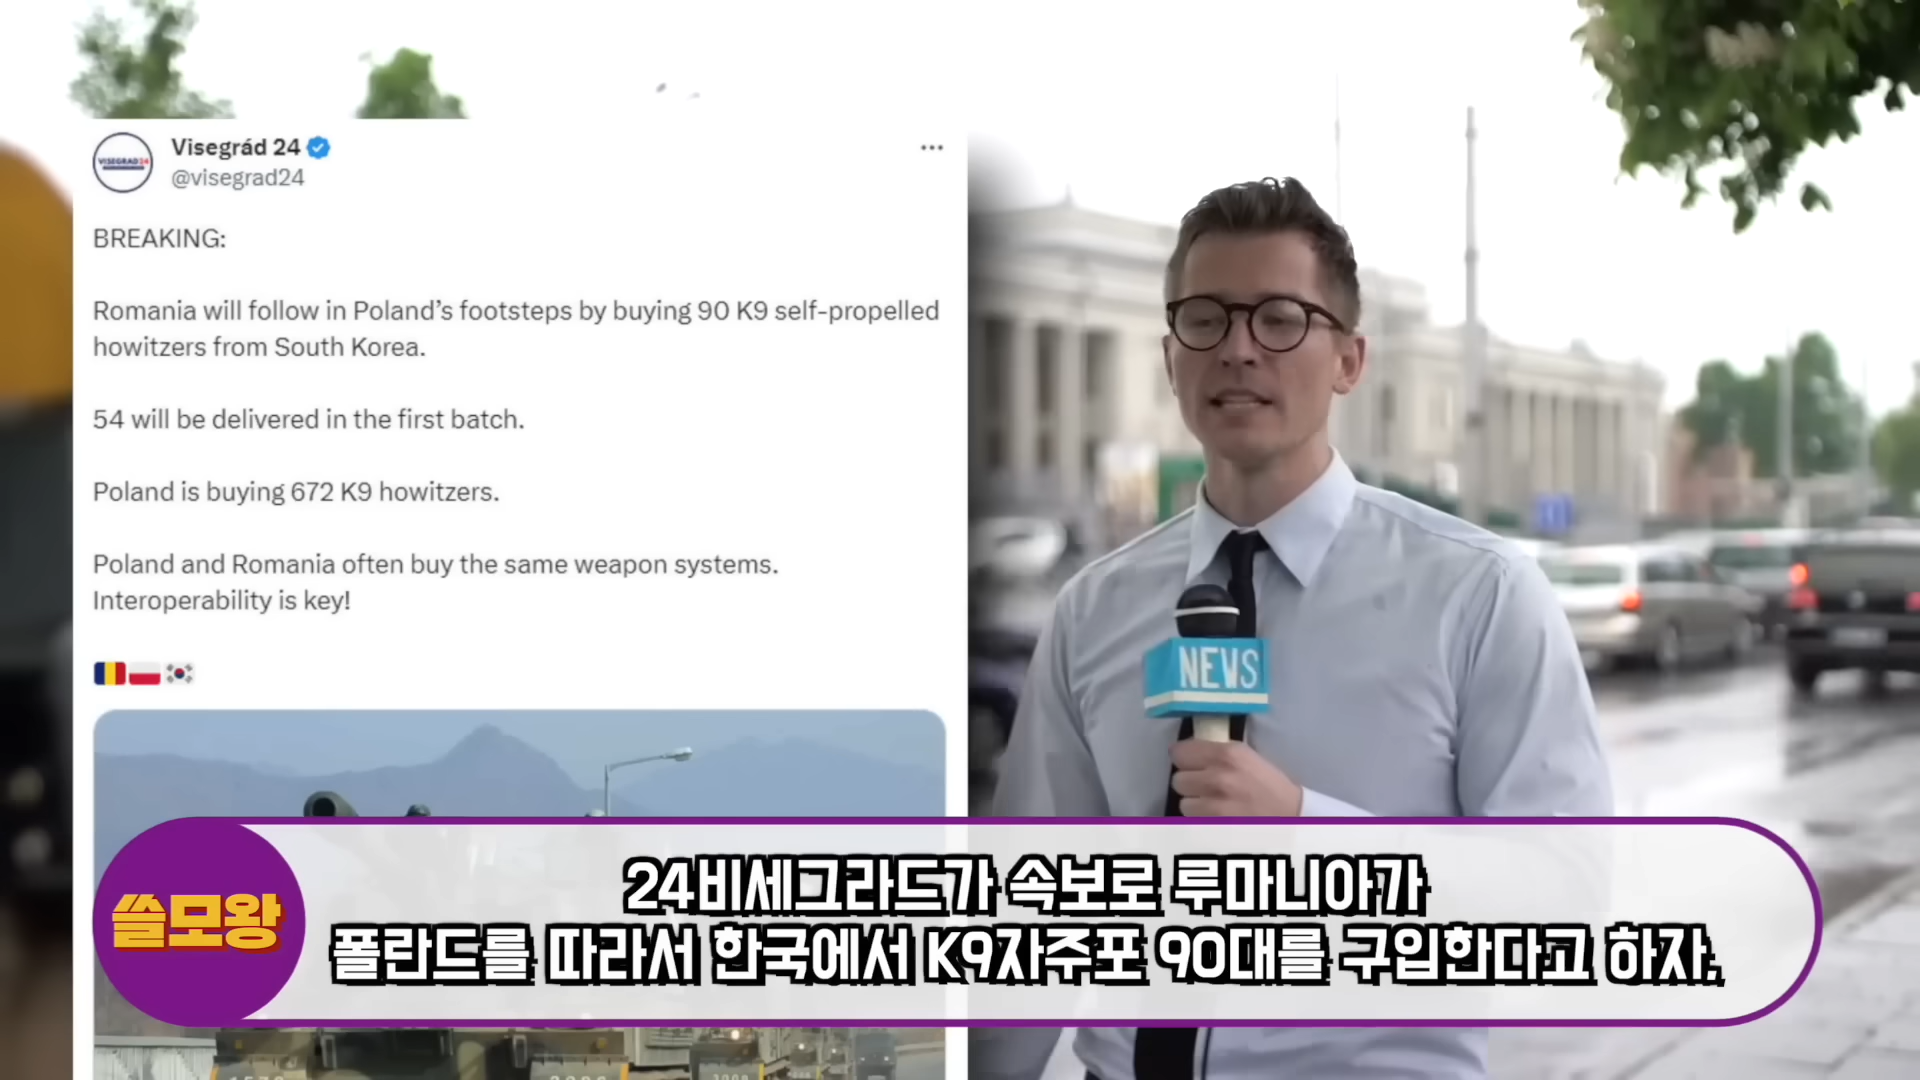 VISEGRAD24
Visegrád 24
@visegrad24
BREAKING:
Romania will follow in Poland's footsteps by buying 90 K9 self-propelled
howitzers from South Korea.
54 will be delivered in the first batch.
Poland is buying 672 K9 howitzers.
Poland and Romania often buy the same weapon systems.
Interoperability is key!
NEWS
쓸모왕
24비세그라드가 속보로 루마니아가
폴란드를 따라서 한국에서 K9자주포 90대를 구입한다고 하자,